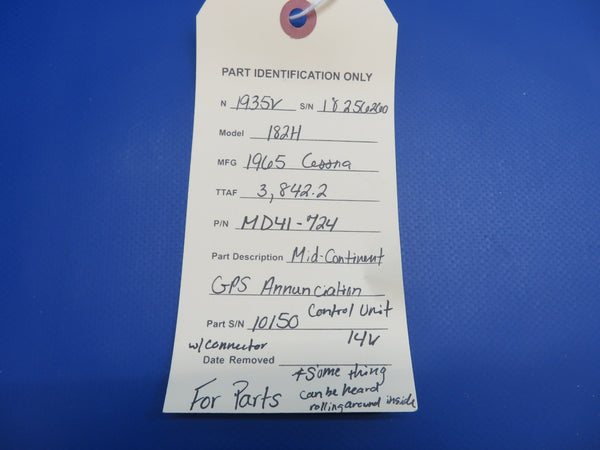 PART IDENTIFICATION ONLY
N 1935V S/N 18256260
Model 182H
MFG 1965 Cessna
TTAF 3,842.2
P/N MD41-724
Part Description Mid-Continent
GPS Annunciation
Control Unit
Part S/N 10150 14V
w/connector
Date Removed
*Some thing
can be heard
rolling around inside
For Parts